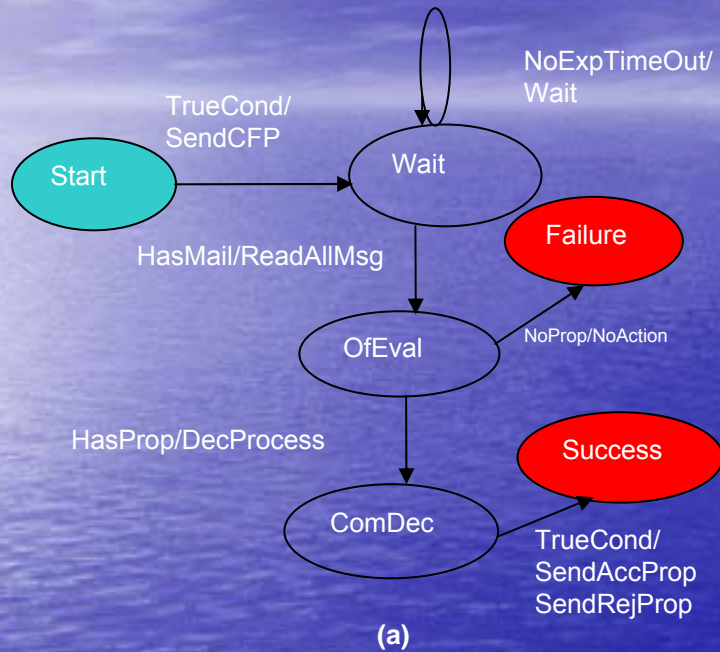 NoExpTimeOut/
Wait
TrueCond/
SendCFP
Start
Wait
Failure
HasMail/ReadAllMsg
OfEval
NoProp/NoAction
HasProp/DecProcess
Success
ComDec
TrueCond/
SendAccProp
SendRejProp
(a)